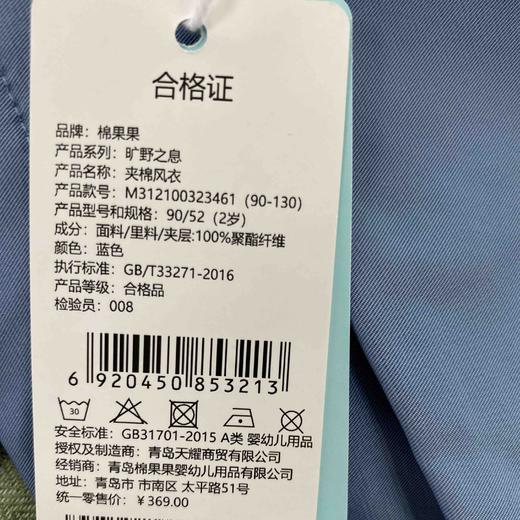 合格证
品牌：棉果果
产品系列：旷野之息
产品名称：夹棉风衣
产品款号：M312100323461（90-130）
产品型号和规格：90/52（2岁）
成分：面料/里料/夹层:100%聚酯纤维
颜色：蓝色
执行标准：GB/T33271-2016
产品等级：合格品
检验员：008
6 920450 853213
30
安全标准：GB31701-2015 A类 婴幼儿用品
授权及制造商：青岛天耀商贸有限公司
经销商：青岛棉果果婴幼儿用品有限公司
地址：青岛市 市南区 太平路51号
统一零售价：￥369.00